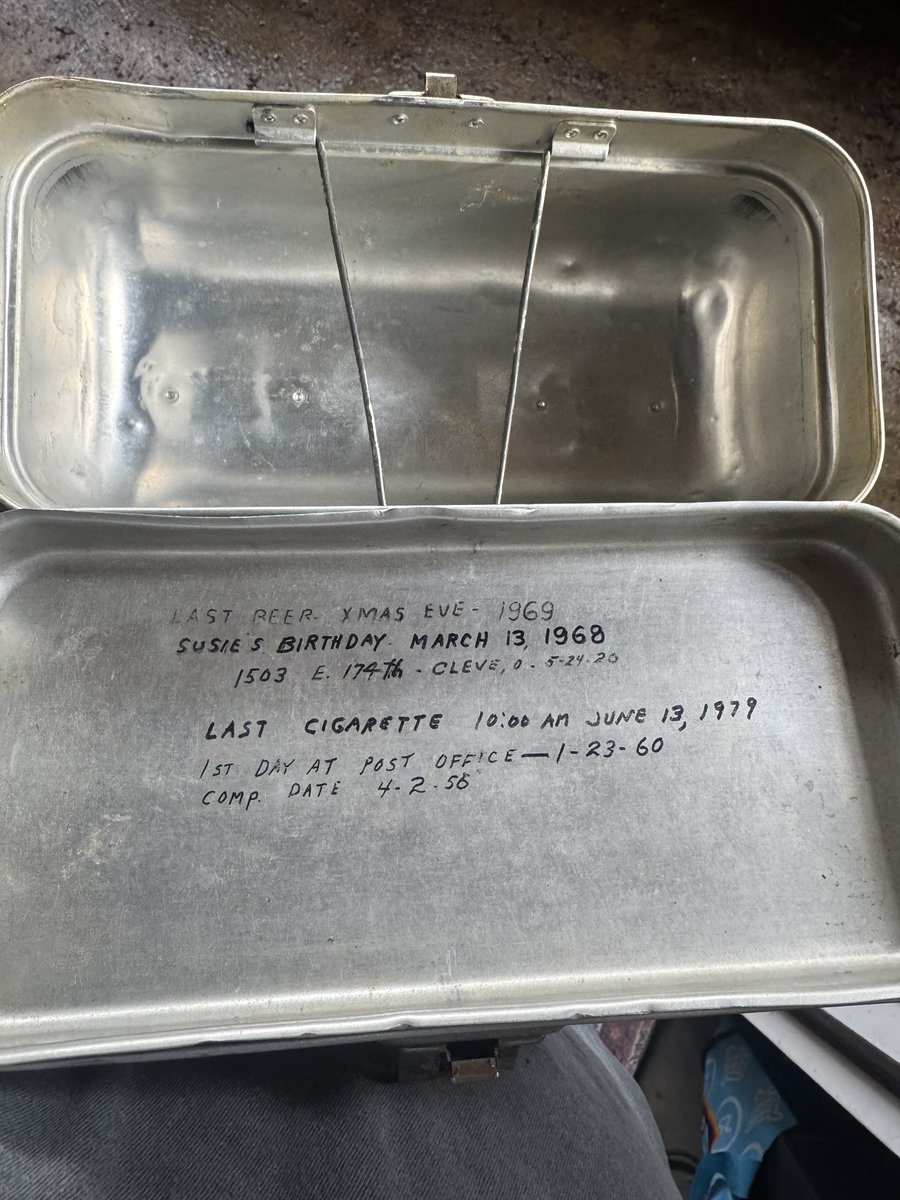 LAST BEER- XMAS EVE- 1969
SUSIE'S BIRTHDAY- MARCH 13, 1968
1503 E. 174th - CLEVE, O. - 5-24-20
LAST CIGARETTE 10:00 AM JUNE 13, 1979
1ST DAY AT POST OFFICE — 1-23-60
COMP. DATE 4-2-56